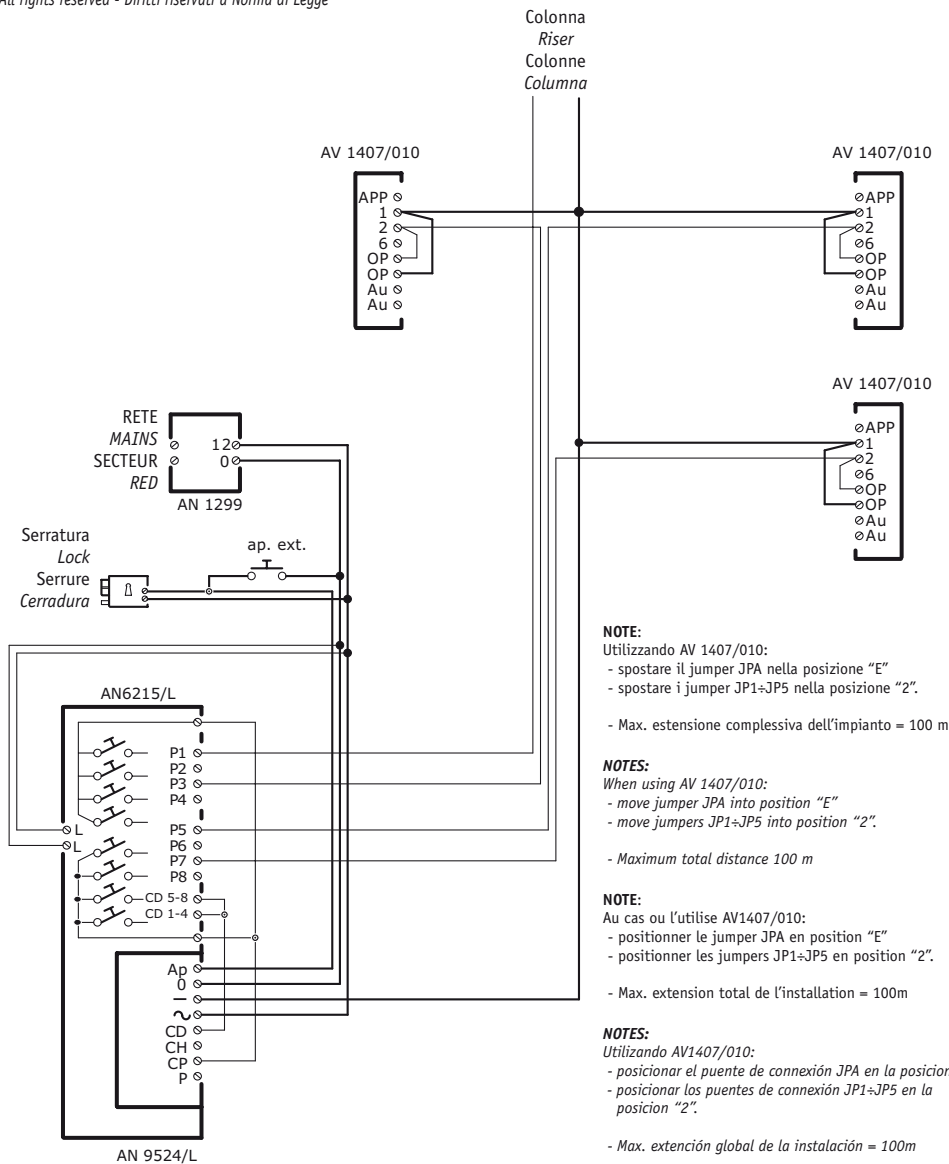 All rights reserved - Diritti riservati a Norma di Legge
Colonna
Riser
Colonne
Columna
AV 1407/010
APP
1
2
6
OP
OP
Au
Au
AV 1407/010
APP
1
2
6
OP
OP
Au
Au
AV 1407/010
APP
1
2
6
OP
OP
Au
Au
RETE
MAINS
SECTEUR
RED
12
0
AN 1299
Serratura
Lock
Serrure
Cerradura
ap. ext.
AN6215/L
P1
P2
P3
P4
L
P5
L
P6
P7
P8
CD 5-8
CD 1-4
Ap
0
–
~
CD
CH
CP
P
AN 9524/L
NOTE:
Utilizzando AV 1407/010:
- spostare il jumper JPA nella posizione “E”
- spostare i jumper JP1÷JP5 nella posizione “2”.
- Max. estensione complessiva dell’impianto = 100 m
NOTES:
When using AV 1407/010:
- move jumper JPA into position “E”
- move jumpers JP1÷JP5 into position “2”.
- Maximum total distance 100 m
NOTE:
Au cas ou l’utilise AV1407/010:
- positionner le jumper JPA en position “E”
- positionner les jumpers JP1÷JP5 en position “2”.
- Max. extension total de l’installation = 100m
NOTES:
Utilizando AV1407/010:
- posicionar el puente de connexión JPA en la posicion
- posicionar los puentes de connexión JP1÷JP5 en la
posicion “2”.
- Max. extención global de la instalación = 100m